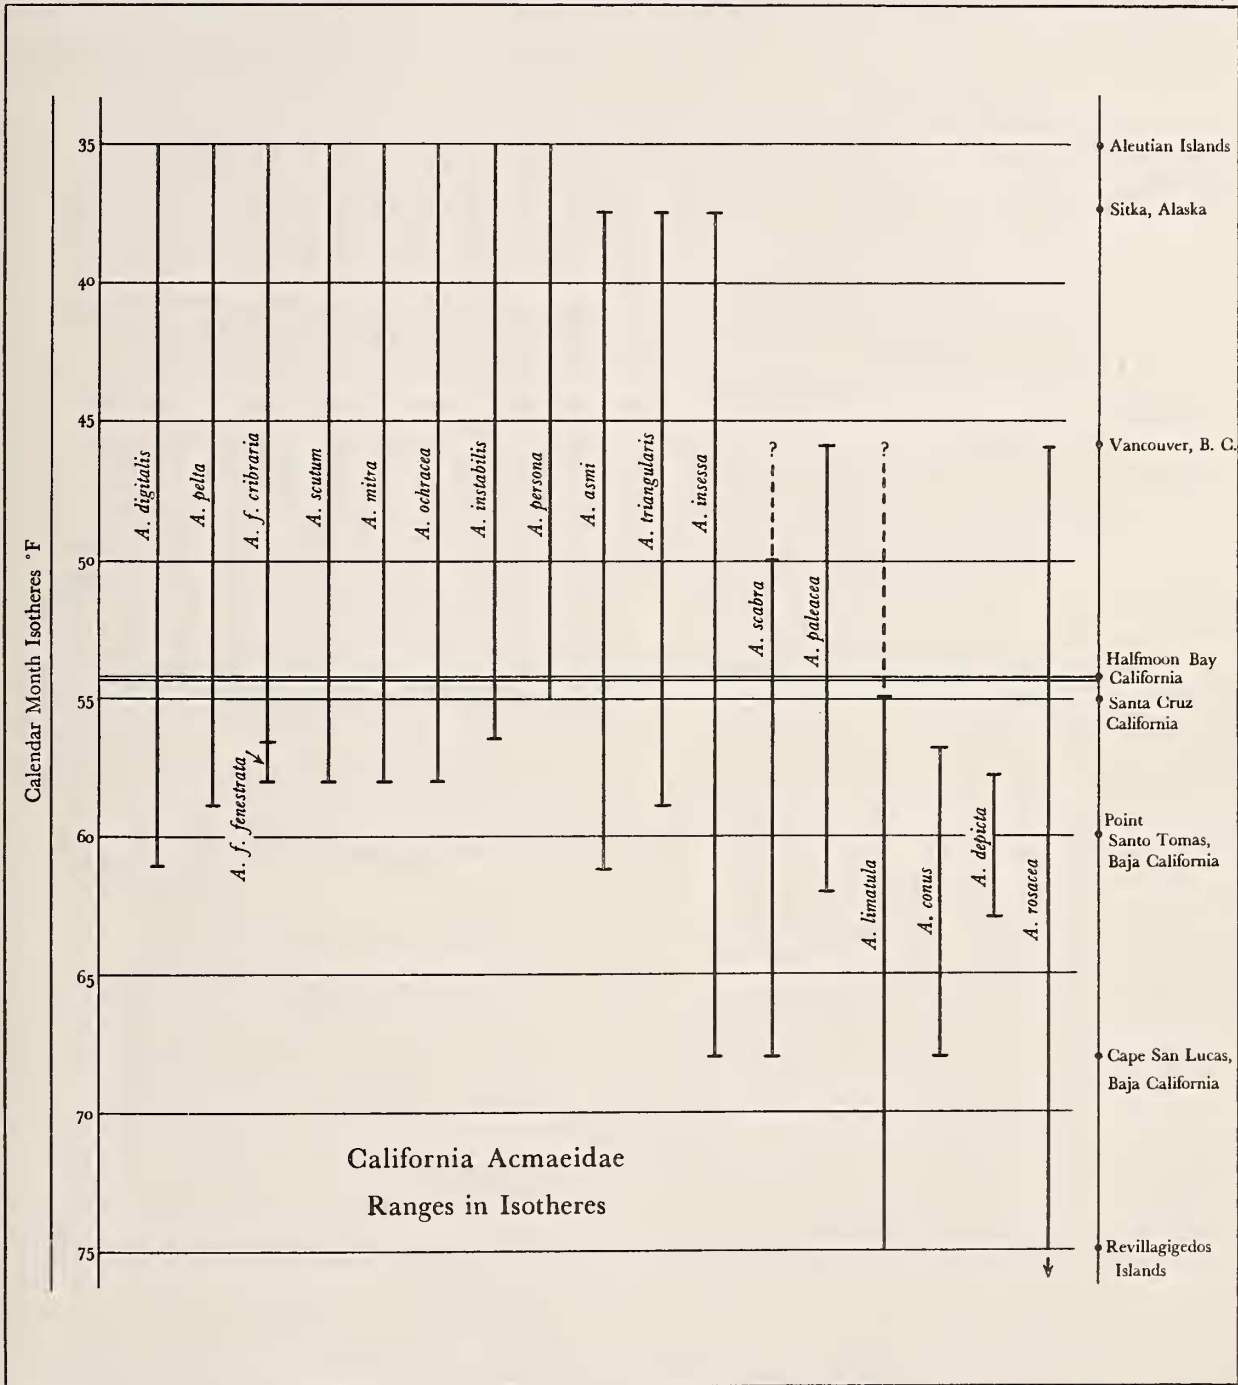 Calendar Month Isotheres °F
35
40
45
50
55
60
65
70
75
A. digitalis
A. pelta
A. f. cribraria
A. f. fenestrata
A. scutum
A. mitra
A. ochracea
A. instabilis
A. persona
A. asmi
A. triangularis
A. insessa
?
A. scabra
A. paleacea
?
A. limatula
A. conus
A. depicta
A. rosacea
Aleutian Islands
Sitka, Alaska
Vancouver, B. C.
Halfmoon Bay
California
Santa Cruz
California
Point
Santo Tomas,
Baja California
Cape San Lucas,
Baja California
Revillagigedos
Islands
California Acmaeidae
Ranges in Isotheres